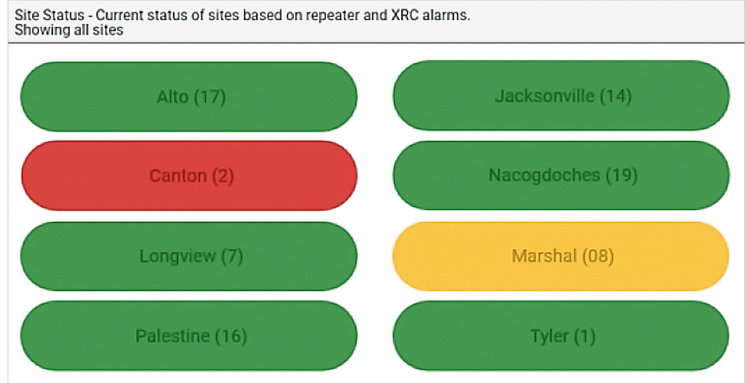 Site Status - Current status of sites based on repeater and XRC alarms.
Showing all sites
Alto (17)
Jacksonville (14)
Canton (2)
Nacogdoches (19)
Longview (7)
Marshal (08)
Palestine (16)
Tyler (1)